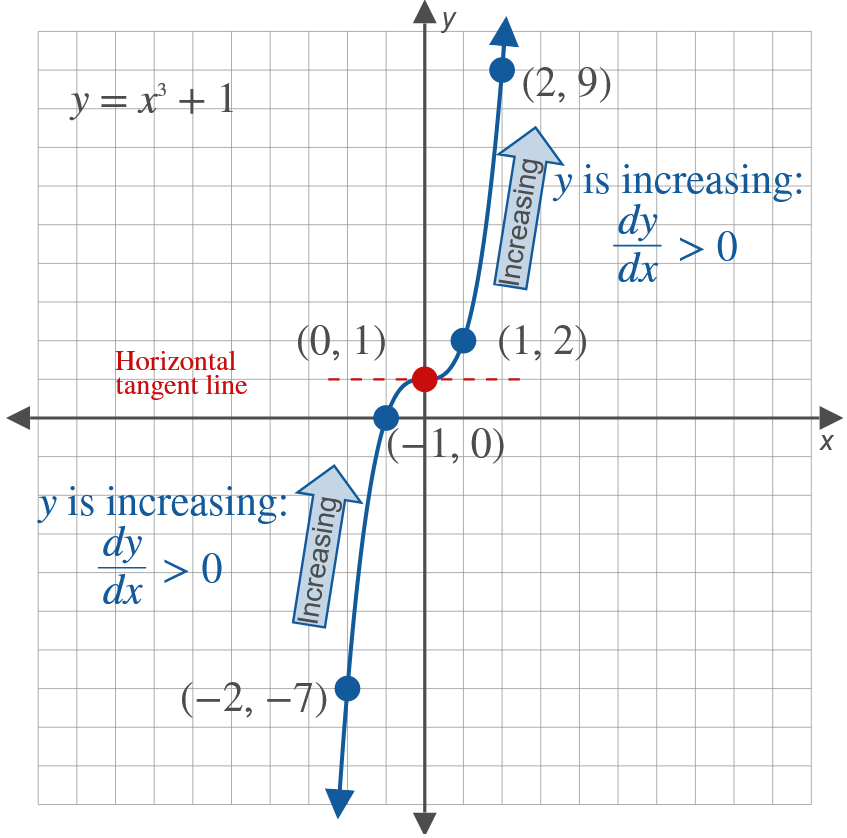 y
y = x³ + 1
(2, 9)
Increasing
y is increasing:
dy/dx > 0
(0, 1)
(1, 2)
Horizontal
tangent line
x
(−1, 0)
y is increasing:
dy/dx > 0
Increasing
(−2, −7)